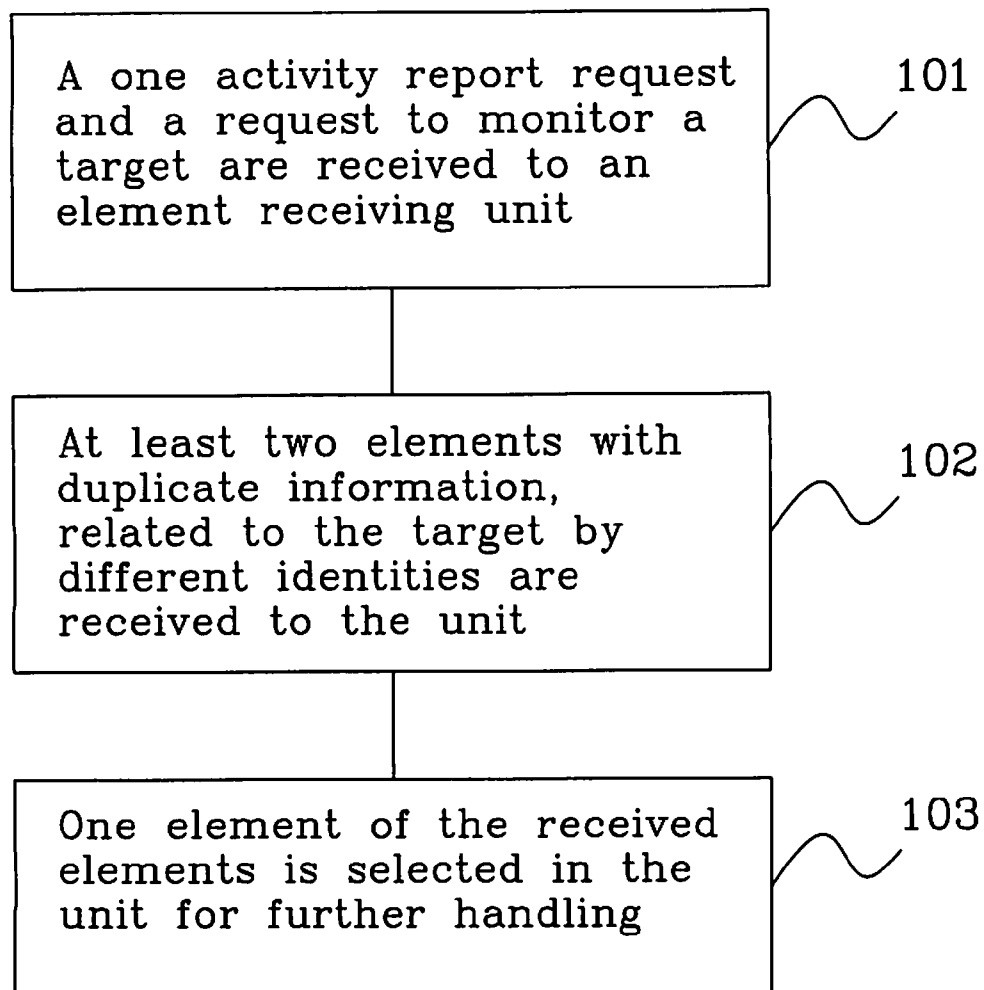 A one activity report request
and a request to monitor a
target are received to an
element receiving unit
101
At least two elements with
duplicate information,
related to the target by
different identities are
received to the unit
102
One element of the received
elements is selected in the
unit for further handling
103